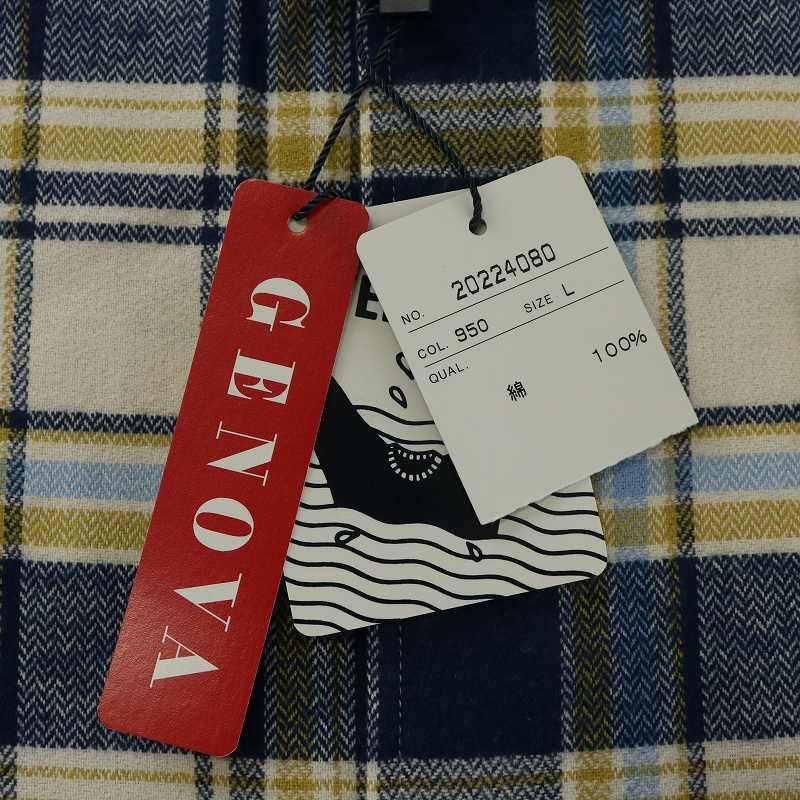 GENOVA
NO. 20224080
COL. 950 SIZE L
QUAL.
綿 100%